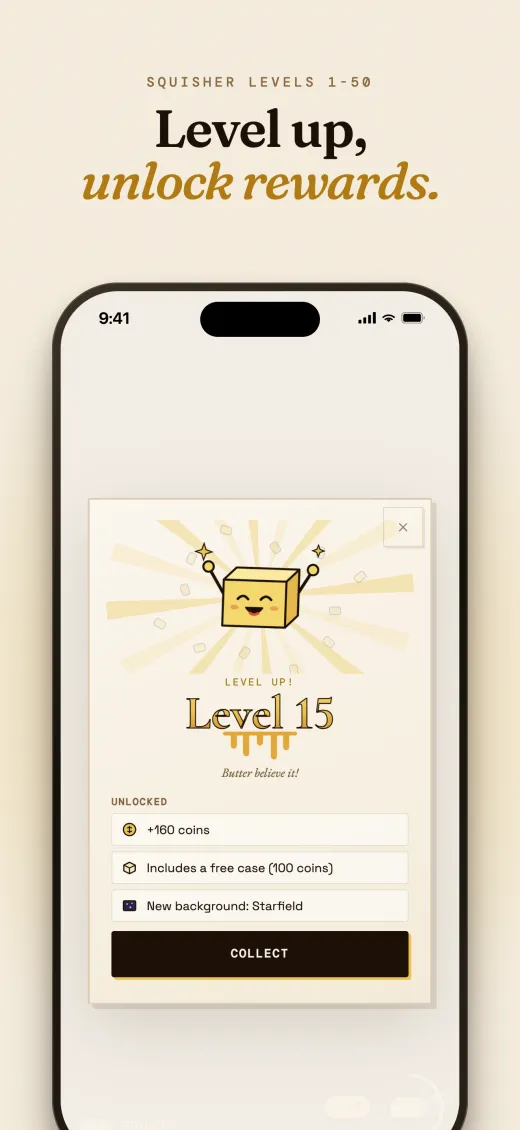 SQUISHER LEVELS 1-50
Level up,
unlock rewards.
9:41
LEVEL UP!
Level 15
Butter believe it!
UNLOCKED
+160 coins
Includes a free case (100 coins)
New background: Starfield
COLLECT